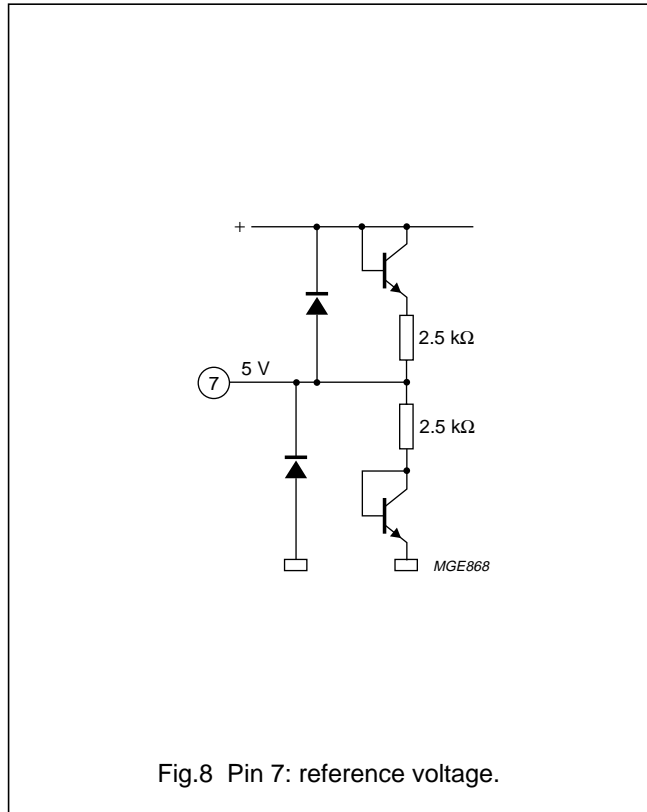 +
2.5 kΩ
7 5 V
2.5 kΩ
MGE868
Fig.8 Pin 7: reference voltage.